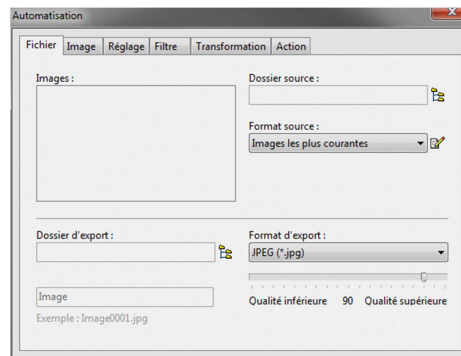 Automatisation
Fichier Image Réglage Filtre Transformation Action
Images :
Dossier source :
Format source :
Images les plus courantes
Dossier d'export :
Format d'export :
JPEG (*.jpg)
Image
Qualité inférieure 90 Qualité supérieure
Exemple : Image0001.jpg